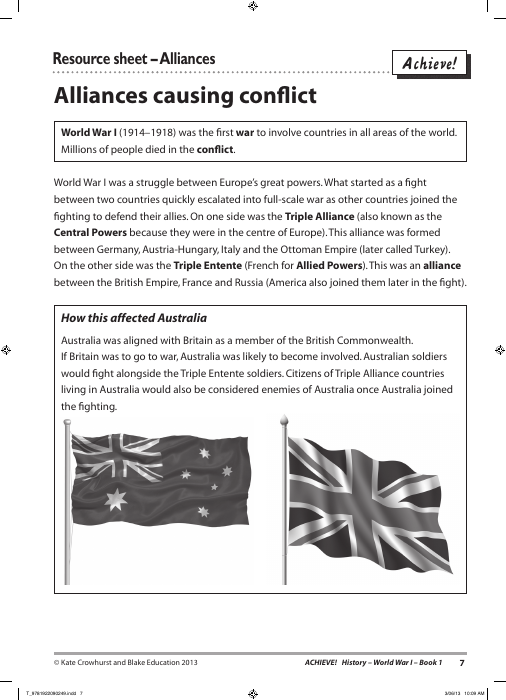 Resource sheet – Alliances
Achieve!
Alliances causing conflict
World War I (1914–1918) was the first war to involve countries in all areas of the world.
Millions of people died in the conflict.
World War I was a struggle between Europe's great powers. What started as a fight
between two countries quickly escalated into full-scale war as other countries joined the
fighting to defend their allies. On one side was the Triple Alliance (also known as the
Central Powers because they were in the centre of Europe). This alliance was formed
between Germany, Austria-Hungary, Italy and the Ottoman Empire (later called Turkey).
On the other side was the Triple Entente (French for Allied Powers). This was an alliance
between the British Empire, France and Russia (America also joined them later in the fight).
How this affected Australia
Australia was aligned with Britain as a member of the British Commonwealth.
If Britain was to go to war, Australia was likely to become involved. Australian soldiers
would fight alongside the Triple Entente soldiers. Citizens of Triple Alliance countries
living in Australia would also be considered enemies of Australia once Australia joined
the fighting.
© Kate Crowhurst and Blake Education 2013
ACHIEVE! History – World War I – Book 1 7
T_9781922090249.indd 7
3/06/13 10:09 AM